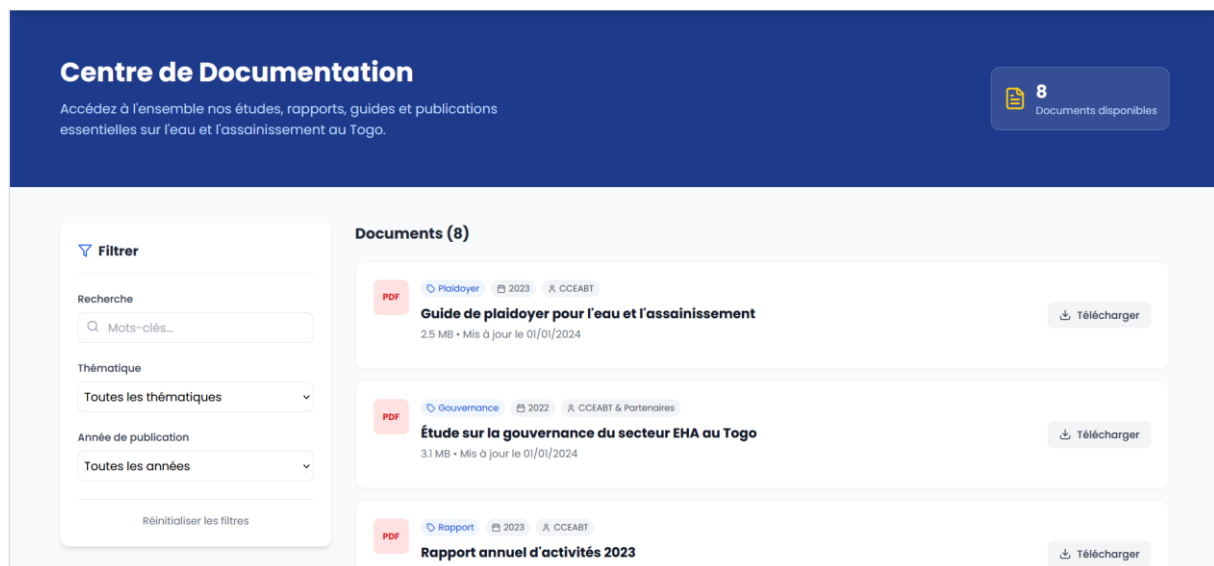 Centre de Documentation
Accédez à l'ensemble nos études, rapports, guides et publications
essentielles sur l'eau et l'assainissement au Togo.
8
Documents disponibles
Filtrer
Recherche
Mots-clés...
Thématique
Toutes les thématiques
Année de publication
Toutes les années
Réinitialiser les filtres
Documents (8)
PDF
Plaidoyer 2023 CCEABT
Guide de plaidoyer pour l'eau et l'assainissement
2.5 MB • Mis à jour le 01/01/2024
Télécharger
PDF
Gouvernance 2022 CCEABT & Partenaires
Étude sur la gouvernance du secteur EHA au Togo
3.1 MB • Mis à jour le 01/01/2024
Télécharger
PDF
Rapport 2023 CCEABT
Rapport annuel d'activités 2023
Télécharger